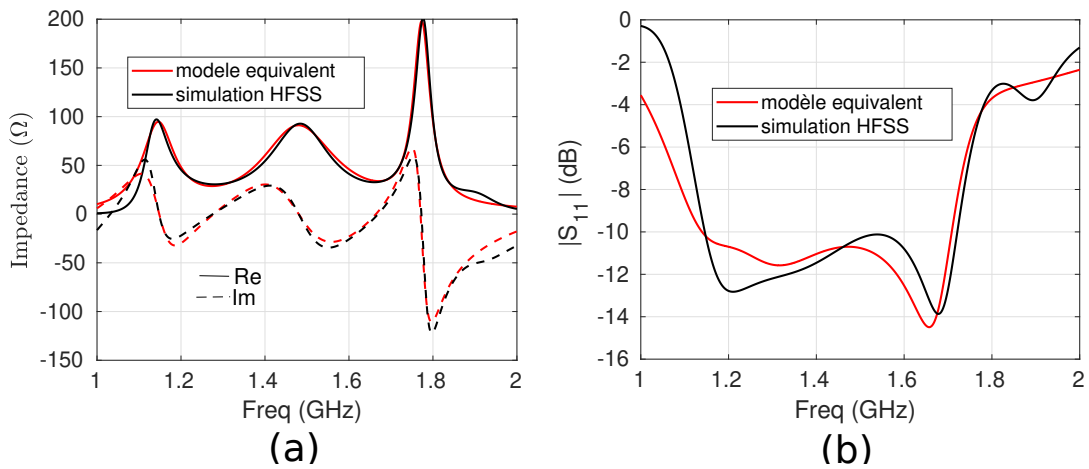 200
150
100
50
0
-50
-100
-150
Impedance (Ω)
modele equivalent
simulation HFSS
Re
Im
1 1.2 1.4 1.6 1.8 2
Freq (GHz)
(a)
0
-2
-4
-6
-8
-10
-12
-14
-16
|S11| (dB)
modèle equivalent
simulation HFSS
1 1.2 1.4 1.6 1.8 2
Freq (GHz)
(b)